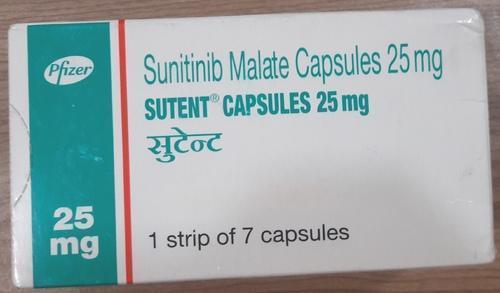 Pfizer
Sunitinib Malate Capsules 25 mg
SUTENT® CAPSULES 25 mg
सुटेन्ट
25
mg
1 strip of 7 capsules